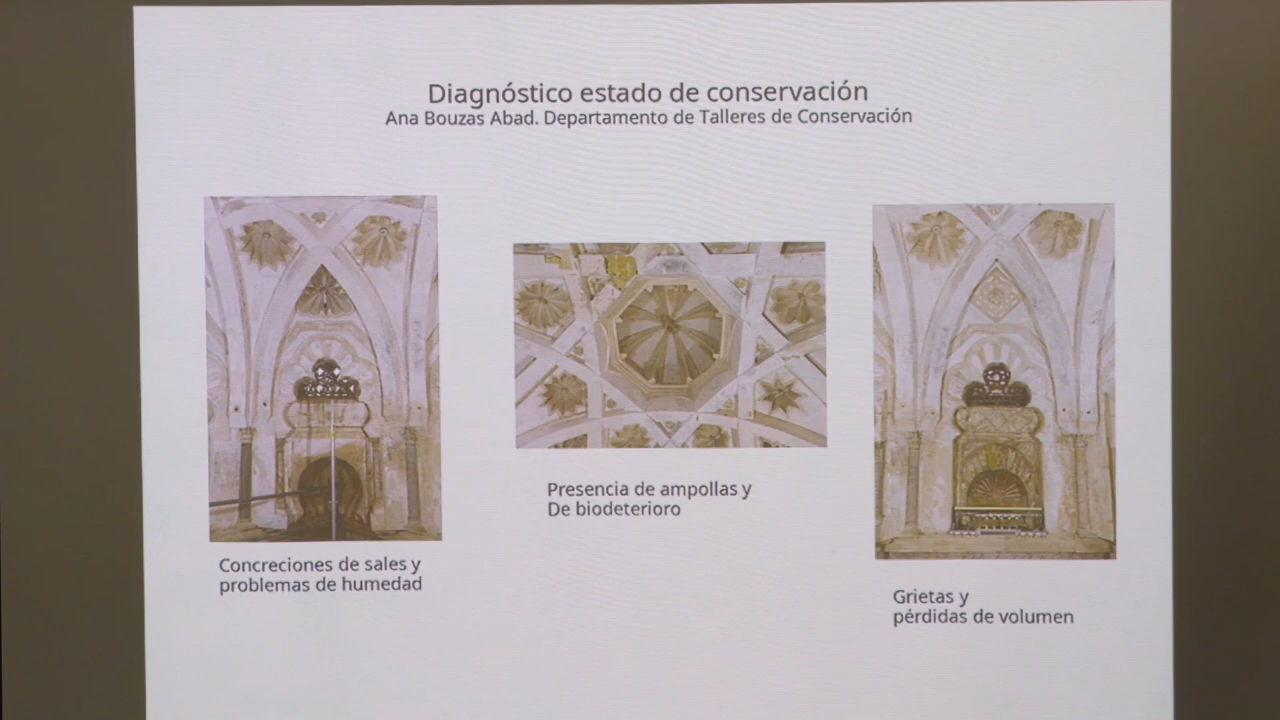 Diagnóstico estado de conservación
Ana Bouzas Abad. Departamento de Talleres de Conservación
Presencia de ampollas y
De biodeterioro
Concreciones de sales y
problemas de humedad
Grietas y
pérdidas de volumen